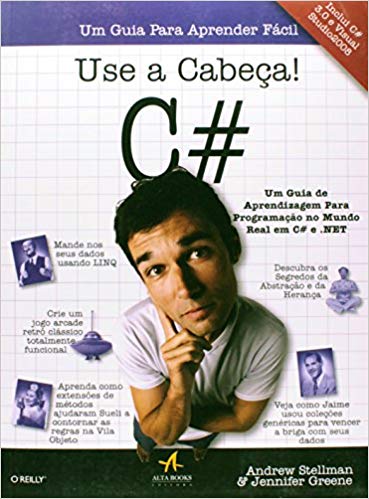 Um Guia Para Aprender Fácil
Inclui C#
3.0 e Visual
Studio2008
Use a Cabeça!
C#
Um Guia de
Aprendizagem Para
Programação no Mundo
Real em C# e .NET
Mande nos
seus dados
usando LINQ
Descubra os
Segredos da
Abstração e da
Herança
Crie um
jogo arcade
retrô clássico
totalmente
funcional
Aprenda como
extensões de
métodos
ajudaram Sueli a
contornar as
regras na Vila
Objeto
Veja como Jaime
usou coleções
genéricas para vencer
a briga com seus
dados
O REILLY®
ALTA BOOKS
EDITORA
Andrew Stellman
& Jennifer Greene